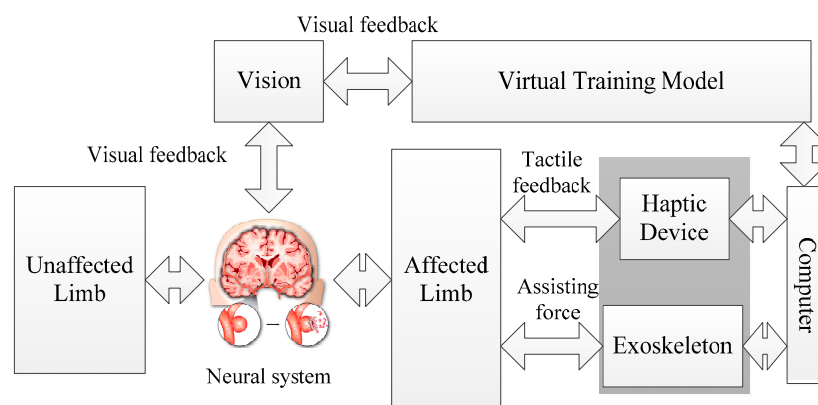 Visual feedback
Vision
Virtual Training Model
Visual feedback
Tactile
feedback
Haptic
Device
Unaffected
Limb
Affected
Limb
Computer
Assisting
force
Exoskeleton
Neural system